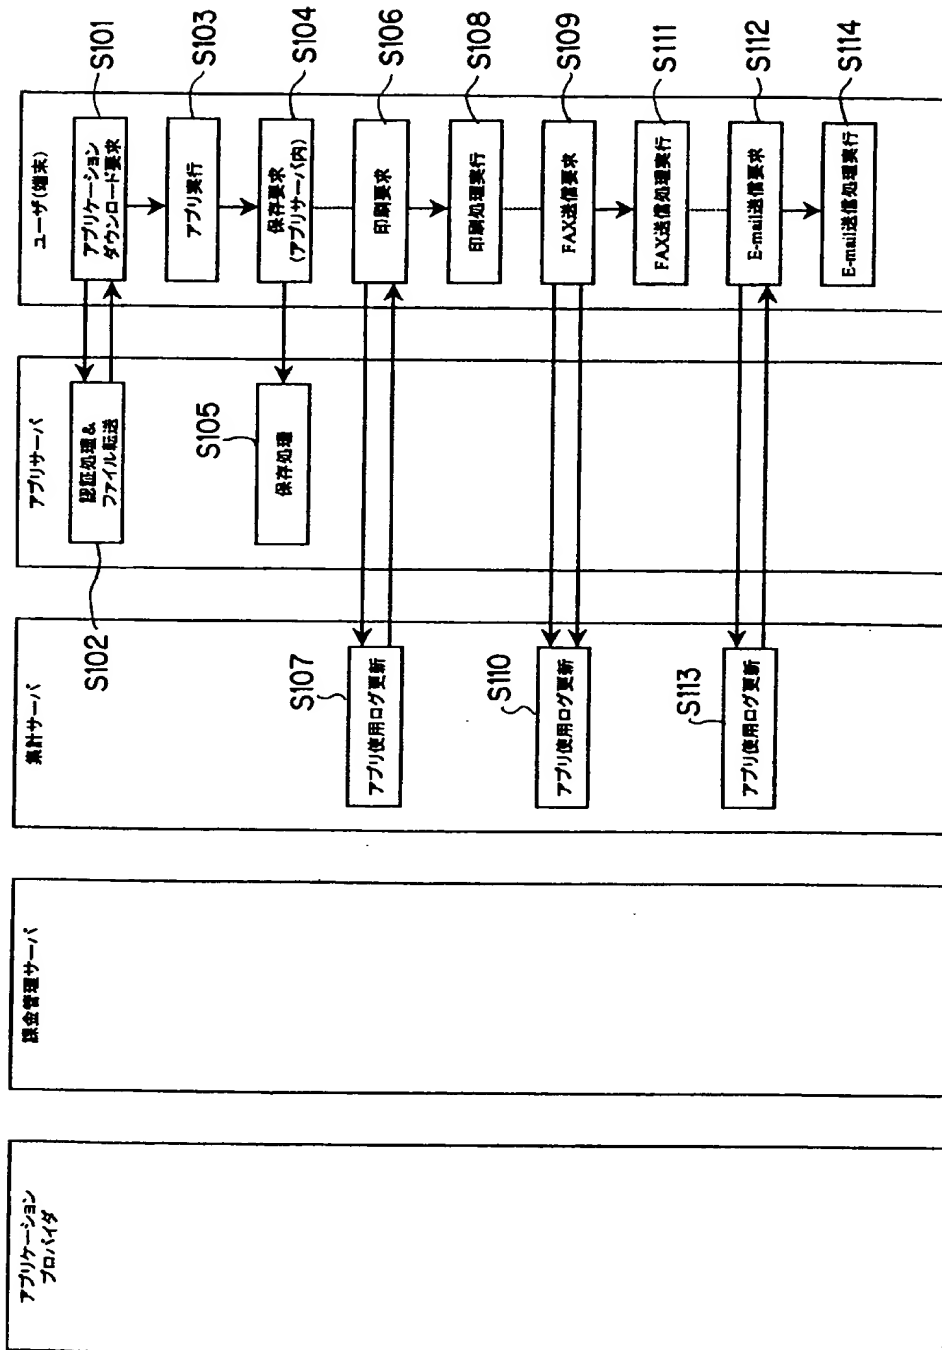 アプリケーション
プロバイダ
課金管理サーバ
集計サーバ
アプリサーバ
ユーザ(端末)
アプリケーション
ダウンロード要求
S101
認証処理&
ファイル転送
S102
アプリ実行
S103
保存要求
(アプリサーバ内)
S104
保存処理
S105
印刷要求
S106
アプリ使用ログ更新
S107
印刷処理実行
S108
FAX送信要求
S109
アプリ使用ログ更新
S110
FAX送信処理実行
S111
E-mail送信要求
S112
アプリ使用ログ更新
S113
E-mail送信処理実行
S114